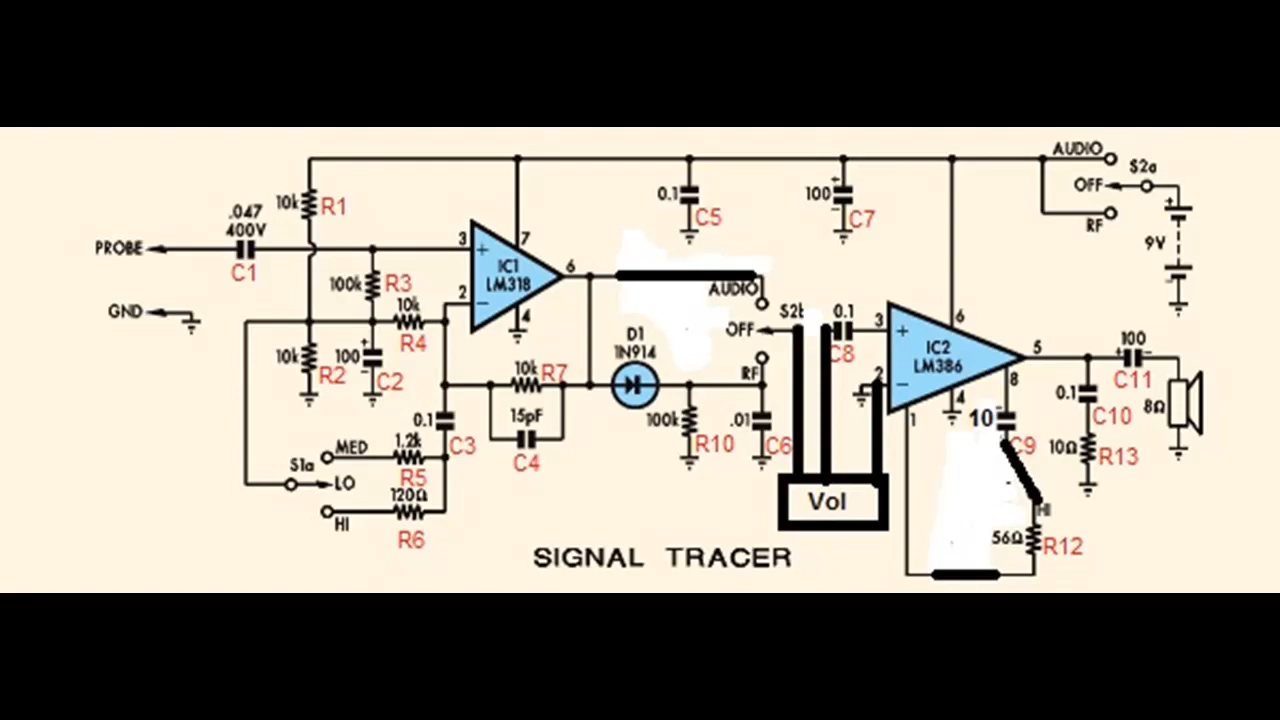 AUDIO
S2a
OFF
RF
+
9V
-
10k R1
.047
400V
PROBE
C1
0.1 C5
+
100
-
C7
3
+
7
IC1
LM318
6
2
-
4
100k R3
10k
R4
GND
10k R2
+
100
-
C2
AUDIO
S2b
OFF
RF
0.1
C8
3
+
6
IC2
LM386
5
2
-
4
8
1
D1
1N914
10k R7
15pF
C4
0.1 C3
100k R10
.01 C6
100
+
-
C11
0.1 C10
8Ω
10 C9
10Ω R13
MED
1.2k
R5
S1a
LO
120Ω
HI
R6
Vol
HI
56Ω R12
SIGNAL TRACER